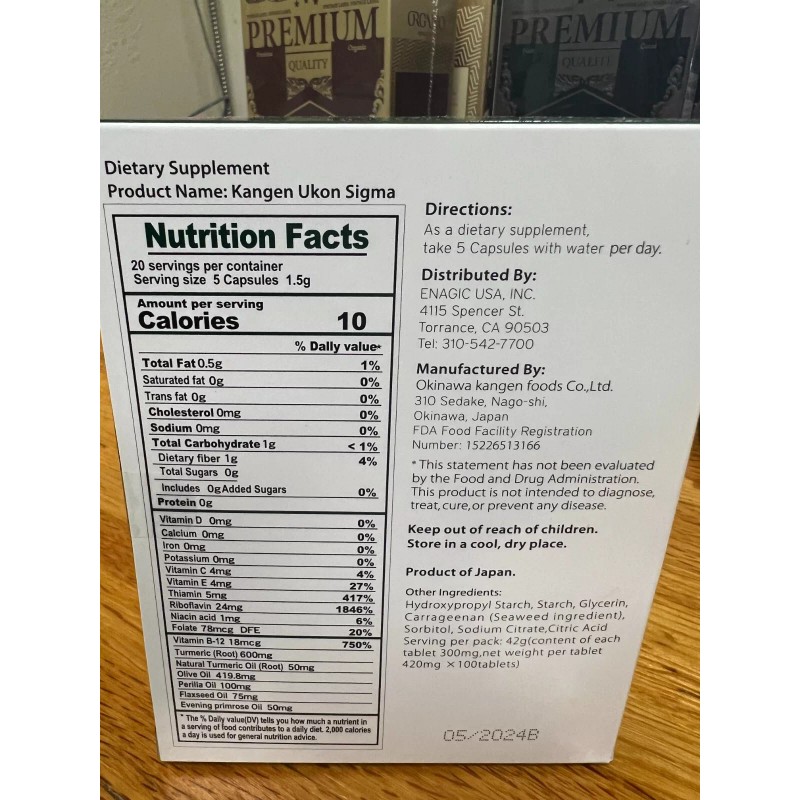 PREMIUM
QUALITY
ORGANO
PREMIUM
QUALITY
Dietary Supplement
Product Name: Kangen Ukon Sigma
Nutrition Facts
20 servings per container
Serving size 5 Capsules 1.5g
Amount per serving
Calories 10
% Daily value*
Total Fat 0.5g 1%
Saturated fat 0g 0%
Trans fat 0g 0%
Cholesterol 0mg 0%
Sodium 0mg 0%
Total Carbohydrate 1g < 1%
Dietary fiber 1g 4%
Total Sugars 0g
Includes 0g Added Sugars 0%
Protein 0g
Vitamin D 0mg 0%
Calcium 0mg 0%
Iron 0mg 0%
Potassium 0mg 0%
Vitamin C 4mg 4%
Vitamin E 4mg 27%
Thiamin 5mg 417%
Riboflavin 24mg 1846%
Niacin acid 1mg 6%
Folate 78mcg DFE 20%
Vitamin B-12 18mcg 750%
Turmeric (Root) 600mg
Natural Turmeric Oil (Root) 50mg
Olive Oil 419.8mg
Perilla Oil 100mg
Flaxseed Oil 75mg
Evening primrose Oil 50mg
* The % Daily value(DV) tells you how much a nutrient in
a serving of food contributes to a daily diet. 2,000 calories
a day is used for general nutrition advice.
Directions:
As a dietary supplement,
take 5 Capsules with water per day.
Distributed By:
ENAGIC USA, INC.
4115 Spencer St.
Torrance, CA 90503
Tel: 310-542-7700
Manufactured By:
Okinawa kangen foods Co.,Ltd.
310 Sedake, Nago-shi,
Okinawa, Japan
FDA Food Facility Registration
Number: 15226513166
* This statement has not been evaluated
by the Food and Drug Administration.
This product is not intended to diagnose,
treat, cure, or prevent any disease.
Keep out of reach of children.
Store in a cool, dry place.
Product of Japan.
Other Ingredients:
Hydroxypropyl Starch, Starch, Glycerin,
Carrageenan (Seaweed ingredient),
Sorbitol, Sodium Citrate,Citric Acid
Serving per pack: 42g(content of each
tablet 300mg,net weight per tablet
420mg ×100tablets)
05/2024B